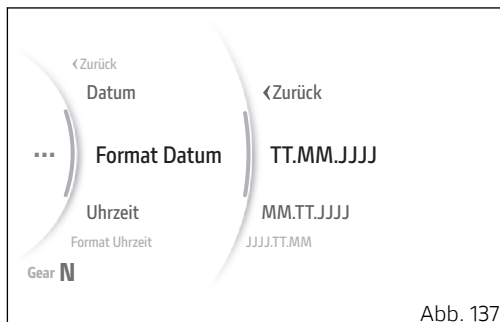 ‹Zurück
Datum
‹Zurück
...
Format Datum
TT.MM.JJJJ
Uhrzeit
MM.TT.JJJJ
Format Uhrzeit
JJJJ.TT.MM
Gear N
Abb. 137